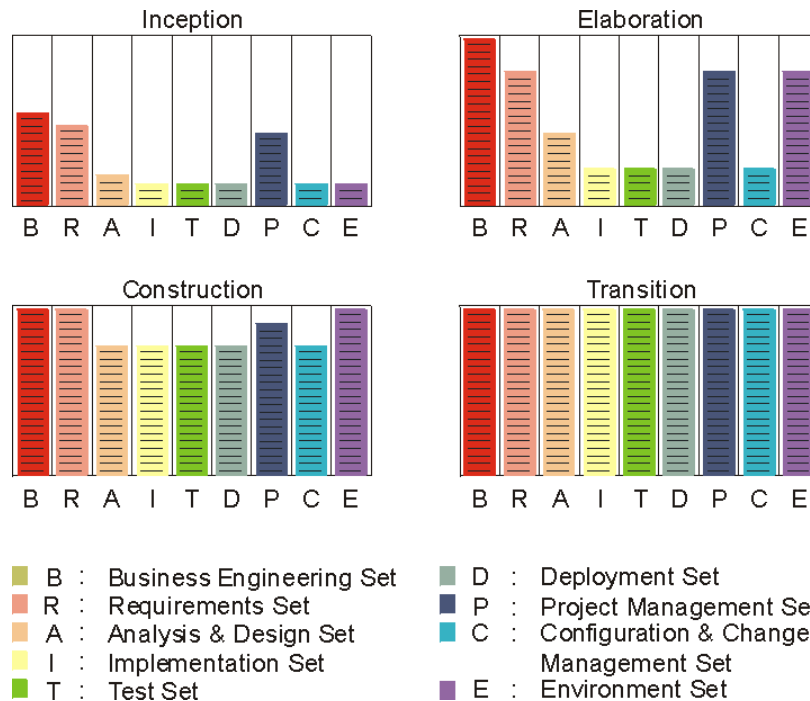 Inception
B R A I T D P C E
Elaboration
B R A I T D P C E
Construction
B R A I T D P C E
Transition
B R A I T D P C E
B : Business Engineering Set
R : Requirements Set
A : Analysis & Design Set
I : Implementation Set
T : Test Set
D : Deployment Set
P : Project Management Se
C : Configuration & Change
Management Set
E : Environment Set